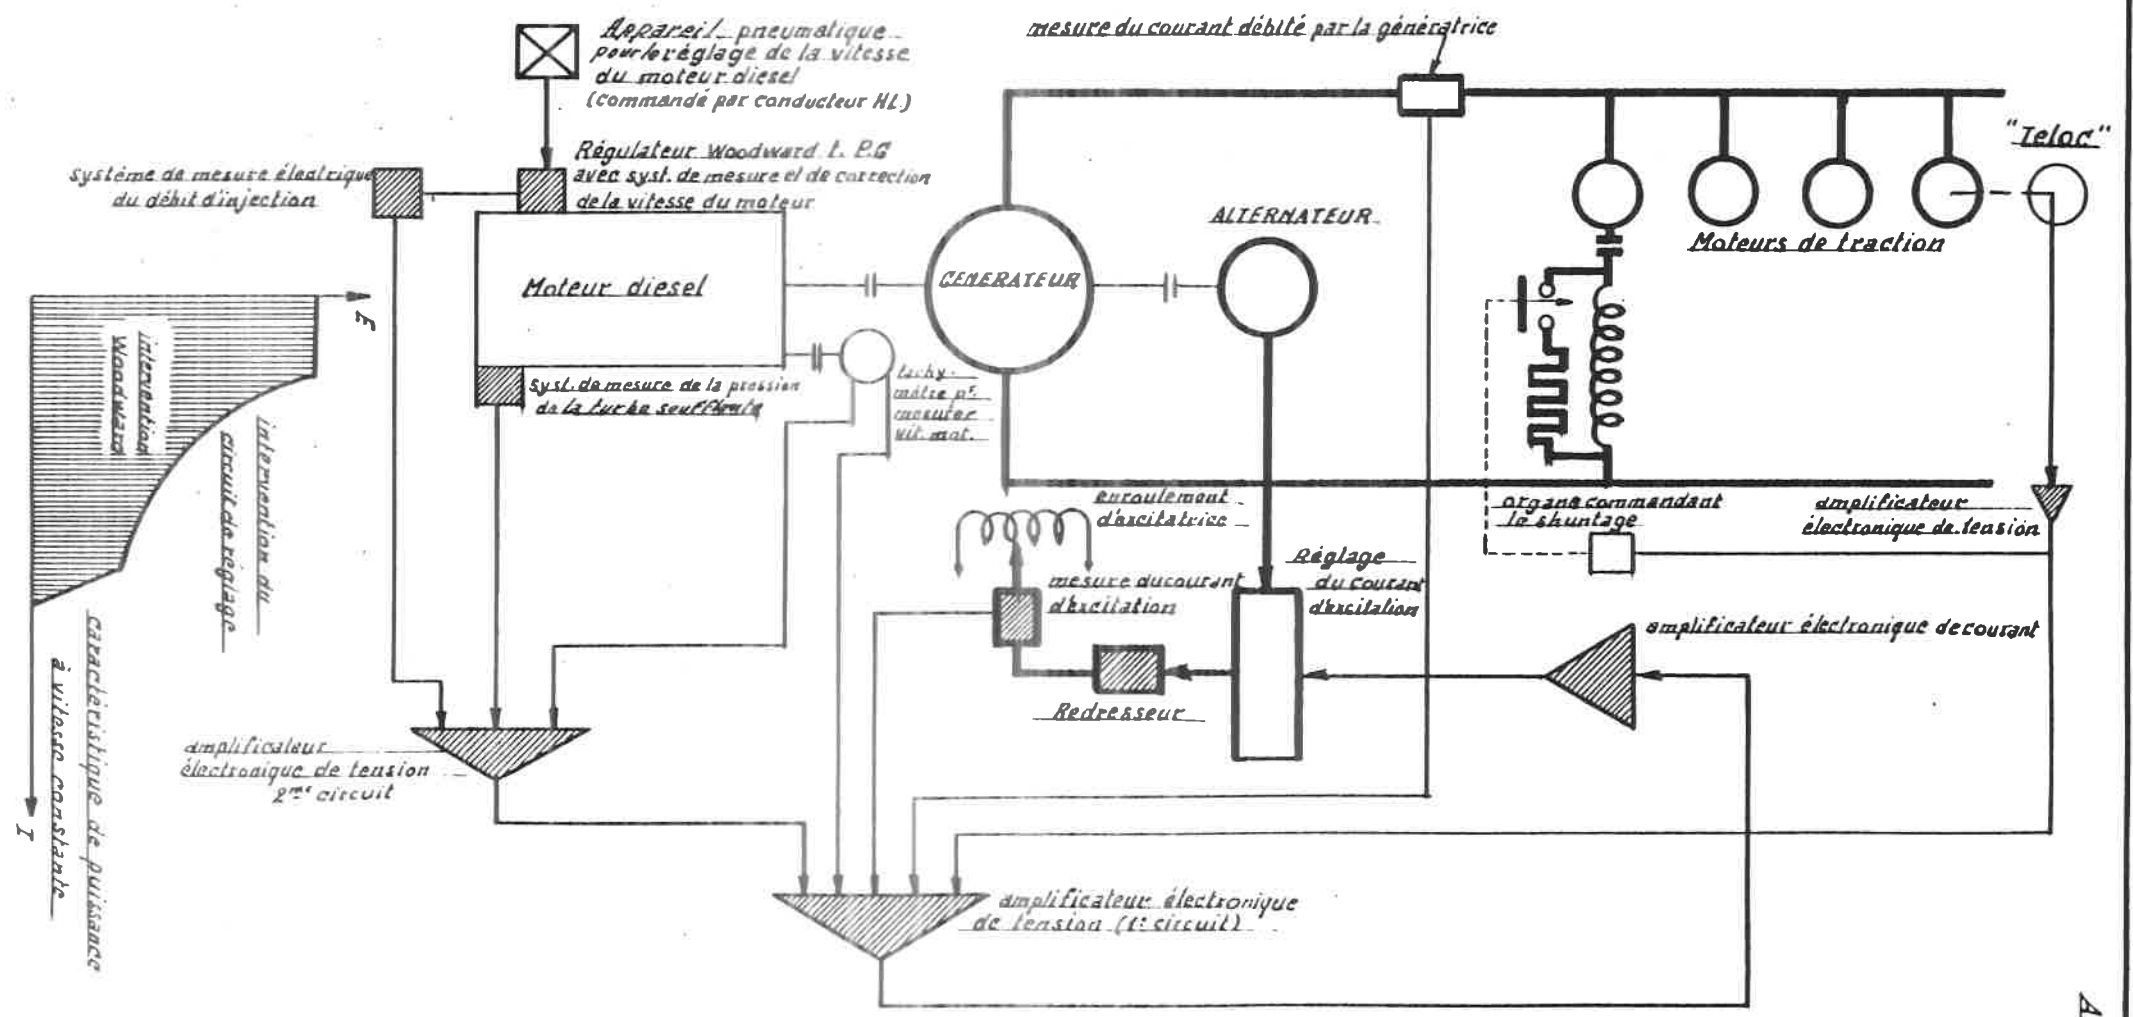 Appareil pneumatique
pour le réglage de la vitesse
du moteur diesel
(commandé par conducteur HL)
mesure du courant débité par la génératrice
"Teloc"
système de mesure électrique
du débit d'injection
Régulateur Woodward t. P.G
avec syst. de mesure et de correction
de la vitesse du moteur
ALTERNATEUR
Moteurs de traction
Moteur diesel
GENERATEUR
E
intervention
Woodward
intervention du
circuit de réglage
caractéristique de puissance
à vitesse constante
I
syst. de mesure de la pression
de la turbo soufflante
tachy-
mètre pr.
mesurer
vit. mot.
enroulement
d'excitatrice
organe commandant
le shuntage
amplificateur
électronique de tension
mesure du courant
d'excitation
Réglage
du courant
d'excitation
amplificateur électronique de courant
Redresseur
amplificateur
électronique de tension
2me circuit
amplificateur électronique
de tension (1r circuit)
A